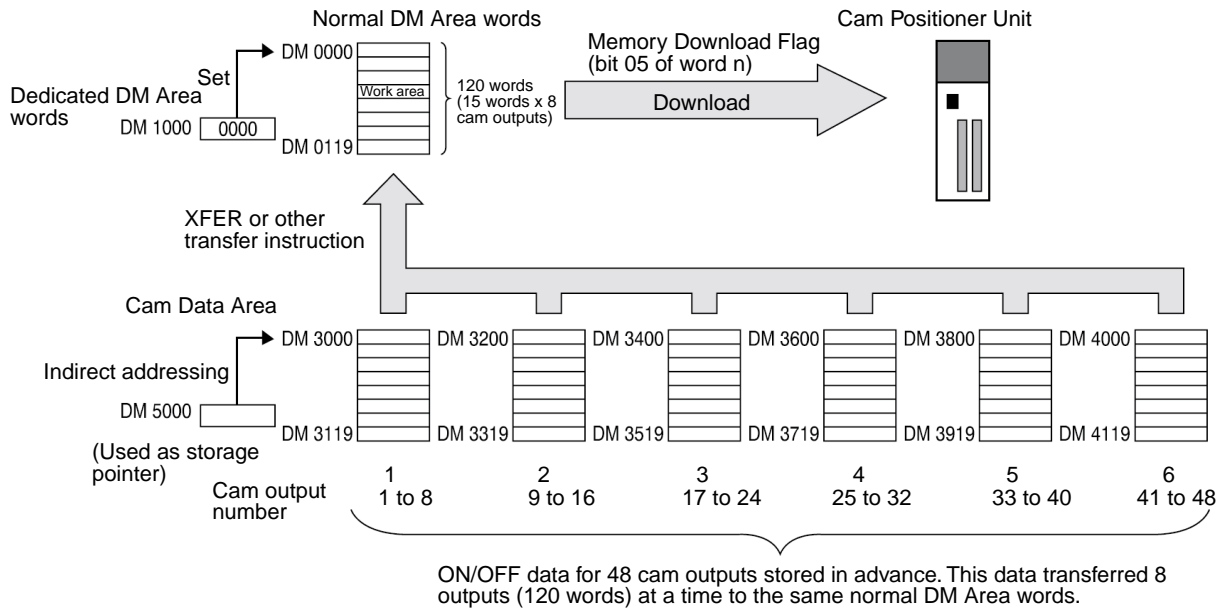 Normal DM Area words
Cam Positioner Unit
DM 0000
Memory Download Flag
(bit 05 of word n)
Set
Dedicated DM Area
words
Work area
120 words
(15 words x 8
cam outputs)
Download
DM 1000
0000
DM 0119
XFER or other
transfer instruction
Cam Data Area
DM 3000
DM 3200
DM 3400
DM 3600
DM 3800
DM 4000
Indirect addressing
DM 5000
DM 3119
DM 3319
DM 3519
DM 3719
DM 3919
DM 4119
(Used as storage
pointer)
1 2 3 4 5 6
Cam output
number
1 to 8 9 to 16 17 to 24 25 to 32 33 to 40 41 to 48
ON/OFF data for 48 cam outputs stored in advance. This data transferred 8
outputs (120 words) at a time to the same normal DM Area words.